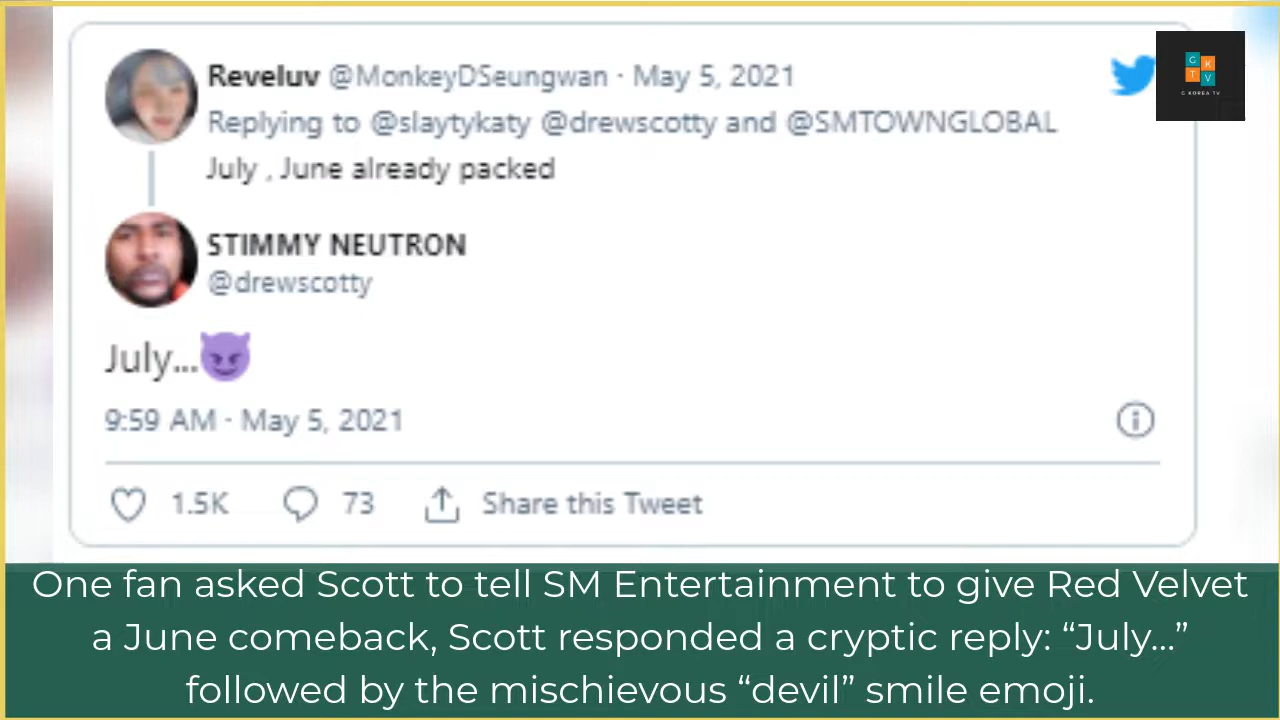 Reveluv @MonkeyDSeungwan · May 5, 2021
Replying to @slaytykaty @drewscotty and @SMTOWNGLOBAL
July , June already packed
STIMMY NEUTRON
@drewscotty
July...😈
9:59 AM · May 5, 2021
1.5K 73 Share this Tweet
G K
T V
G KOREA TV
One fan asked Scott to tell SM Entertainment to give Red Velvet
a June comeback, Scott responded a cryptic reply: “July...”
followed by the mischievous “devil” smile emoji.